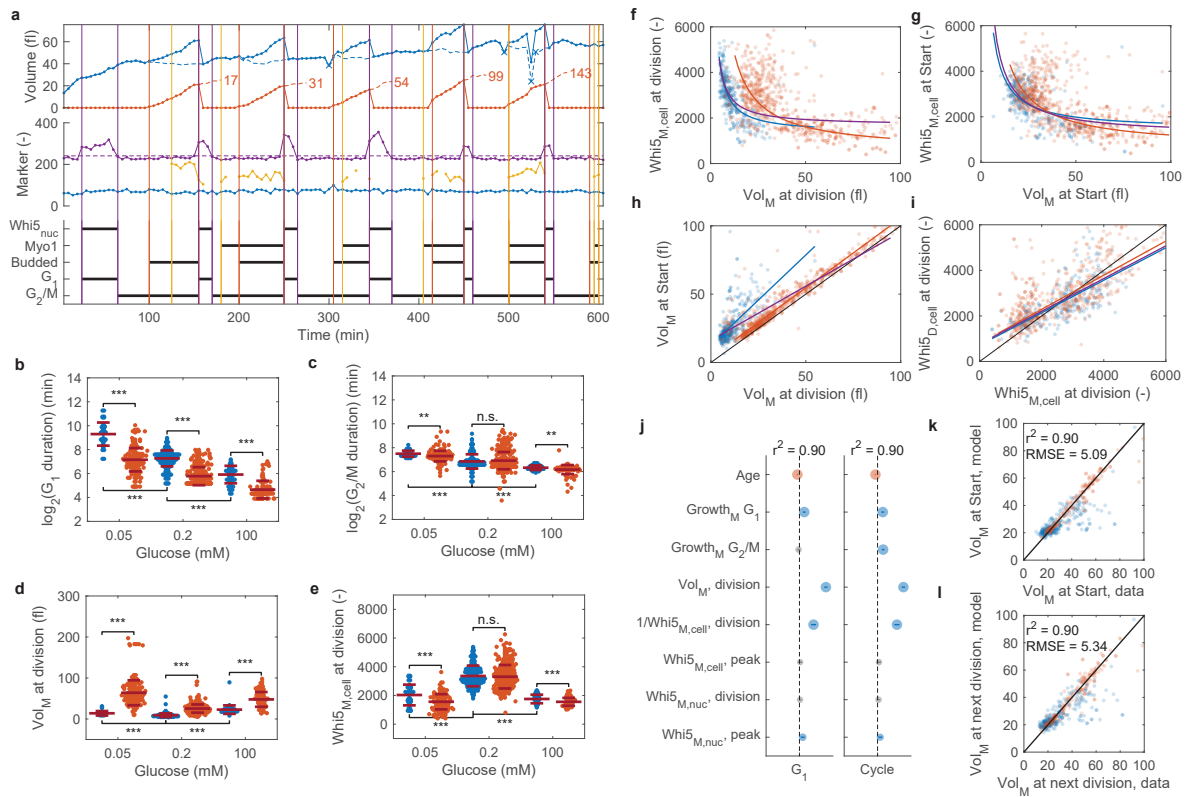 a
Volume (fl)
60
40
20
0
17
31
54
99
143
Marker (-)
400
200
0
Whi5nuc
Myo1
Budded
G1
G2/M
100
200
300
400
500
600
Time (min)
b
log2(G1 duration) (min)
14
12
10
8
6
4
2
***
***
***
***
***
0.05
0.2
100
Glucose (mM)
c
log2(G2/M duration) (min)
14
12
10
8
6
4
2
**
n.s.
**
***
***
0.05
0.2
100
Glucose (mM)
d
VolM at division (fl)
300
200
100
0
***
***
***
***
***
0.05
0.2
100
Glucose (mM)
e
Whi5M,cell at division (-)
8000
6000
4000
2000
0
***
n.s.
***
***
***
0.05
0.2
100
Glucose (mM)
f
Whi5M,cell at division (-)
6000
4000
2000
0
0
50
100
VolM at division (fl)
g
Whi5M,cell at Start (-)
6000
4000
2000
0
0
50
100
VolM at Start (fl)
h
VolM at Start (fl)
100
50
0
0
50
100
VolM at division (fl)
i
Whi5D,cell at division (-)
6000
4000
2000
0
0
2000
4000
6000
Whi5M,cell at division (-)
j
r2 = 0.90
r2 = 0.90
Age
GrowthM G1
GrowthM G2/M
VolM, division
1/Whi5M,cell, division
Whi5M,cell, peak
Whi5M,nuc, division
Whi5M,nuc, peak
G1
Cycle
k
VolM at Start, model
r2 = 0.90
RMSE = 5.09
100
80
60
40
20
0
0 20 40 60 80 100
VolM at Start, data
l
VolM at next division, model
r2 = 0.90
RMSE = 5.34
100
80
60
40
20
0
0 20 40 60 80 100
VolM at next division, data